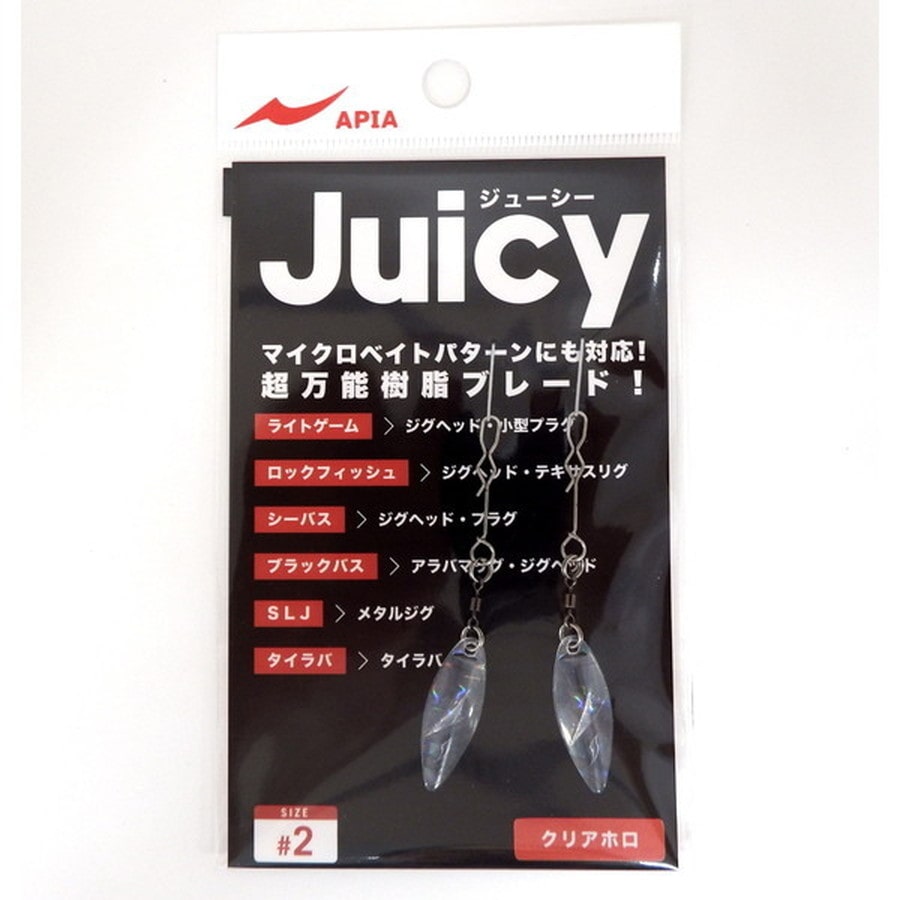 APIA
ジューシー
Juicy
マイクロベイトパターンにも対応!
超万能樹脂ブレード!
ライトゲーム > ジグヘッド・小型プラグ
ロックフィッシュ > ジグヘッド・テキサスリグ
シーバス > ジグヘッド・プラグ
ブラックバス > アラバマリグ・ジグヘッド
SLJ > メタルジグ
タイラバ > タイラバ
SIZE
#2
クリアホロ